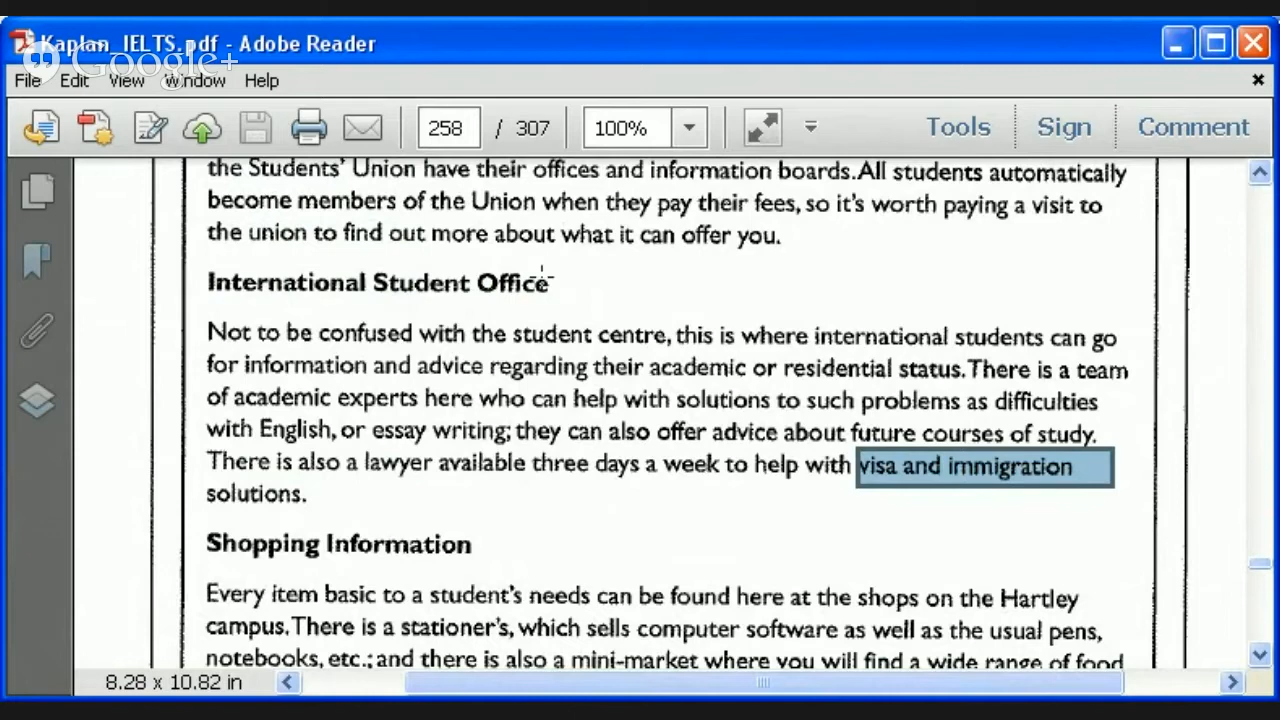 Kaplan_IELTS.pdf - Adobe Reader
Google+
File Edit View Window Help
258 / 307 100% Tools Sign Comment
the Students' Union have their offices and information boards.All students automatically
become members of the Union when they pay their fees, so it's worth paying a visit to
the union to find out more about what it can offer you.
International Student Office
Not to be confused with the student centre, this is where international students can go
for information and advice regarding their academic or residential status.There is a team
of academic experts here who can help with solutions to such problems as difficulties
with English, or essay writing; they can also offer advice about future courses of study.
There is also a lawyer available three days a week to help with visa and immigration
solutions.
Shopping Information
Every item basic to a student's needs can be found here at the shops on the Hartley
campus.There is a stationer's, which sells computer software as well as the usual pens,
notebooks, etc.; and there is also a mini-market where you will find a wide range of food
8.28 x 10.82 in